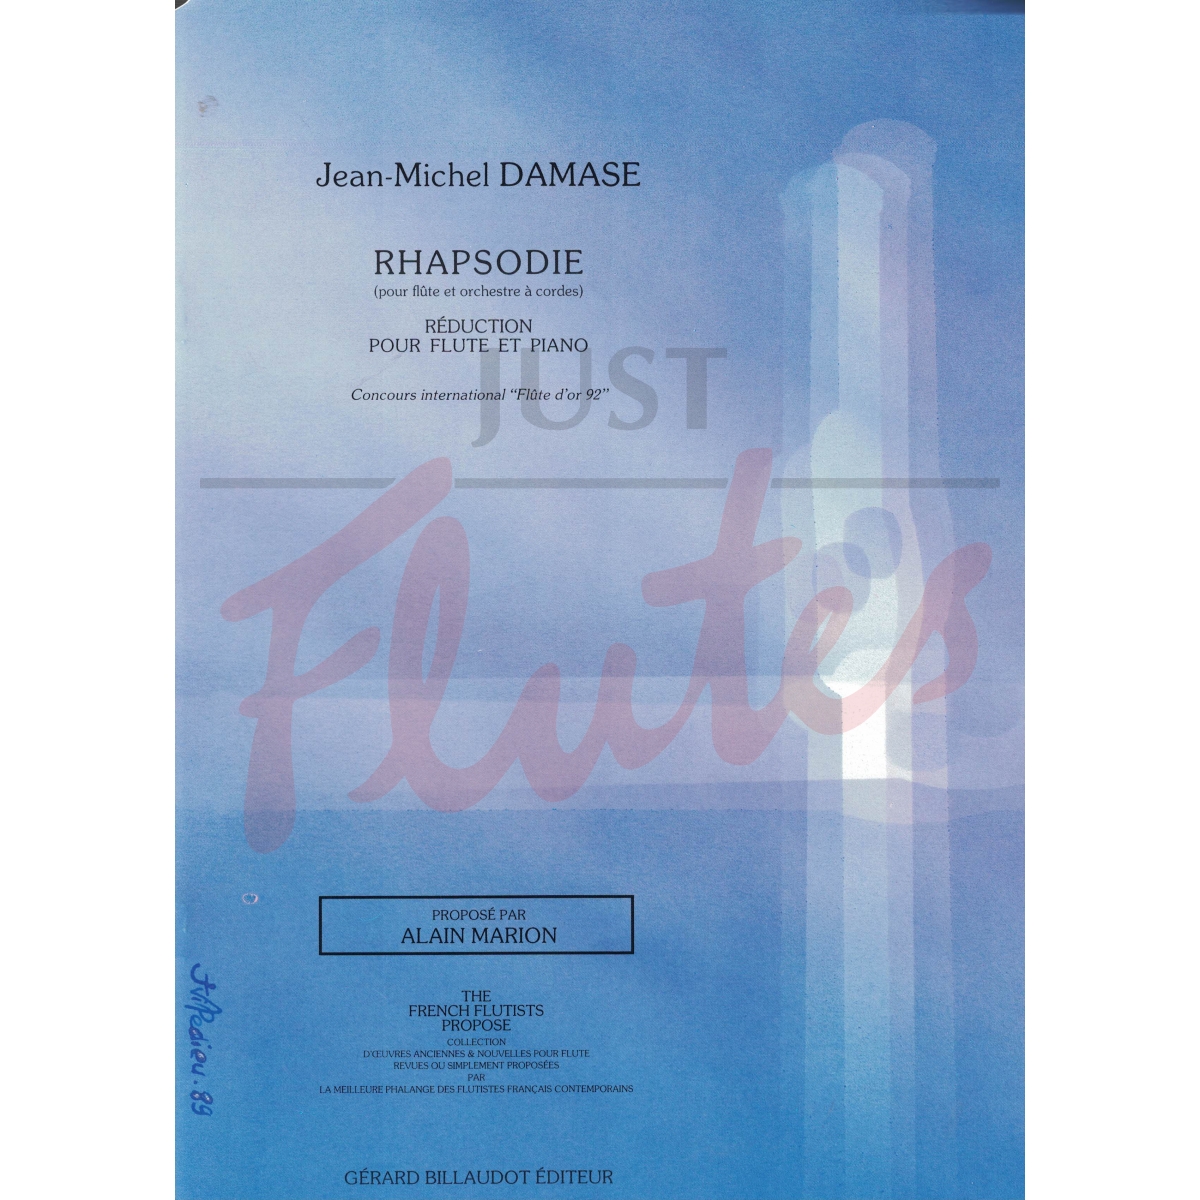 Jean-Michel DAMASE
RHAPSODIE
(pour flûte et orchestre à cordes)
RÉDUCTION
POUR FLUTE ET PIANO
Concours international “Flûte d’or 92”
JUST
Flutes
PROPOSÉ PAR
ALAIN MARION
THE
FRENCH FLUTISTS
PROPOSE
COLLECTION
D'ŒUVRES ANCIENNES & NOUVELLES POUR FLUTE
REVUES OU SIMPLEMENT PROPOSÉES
PAR
LA MEILLEURE PHALANGE DES FLUTISTES FRANÇAIS CONTEMPORAINS
89
GÉRARD BILLAUDOT ÉDITEUR